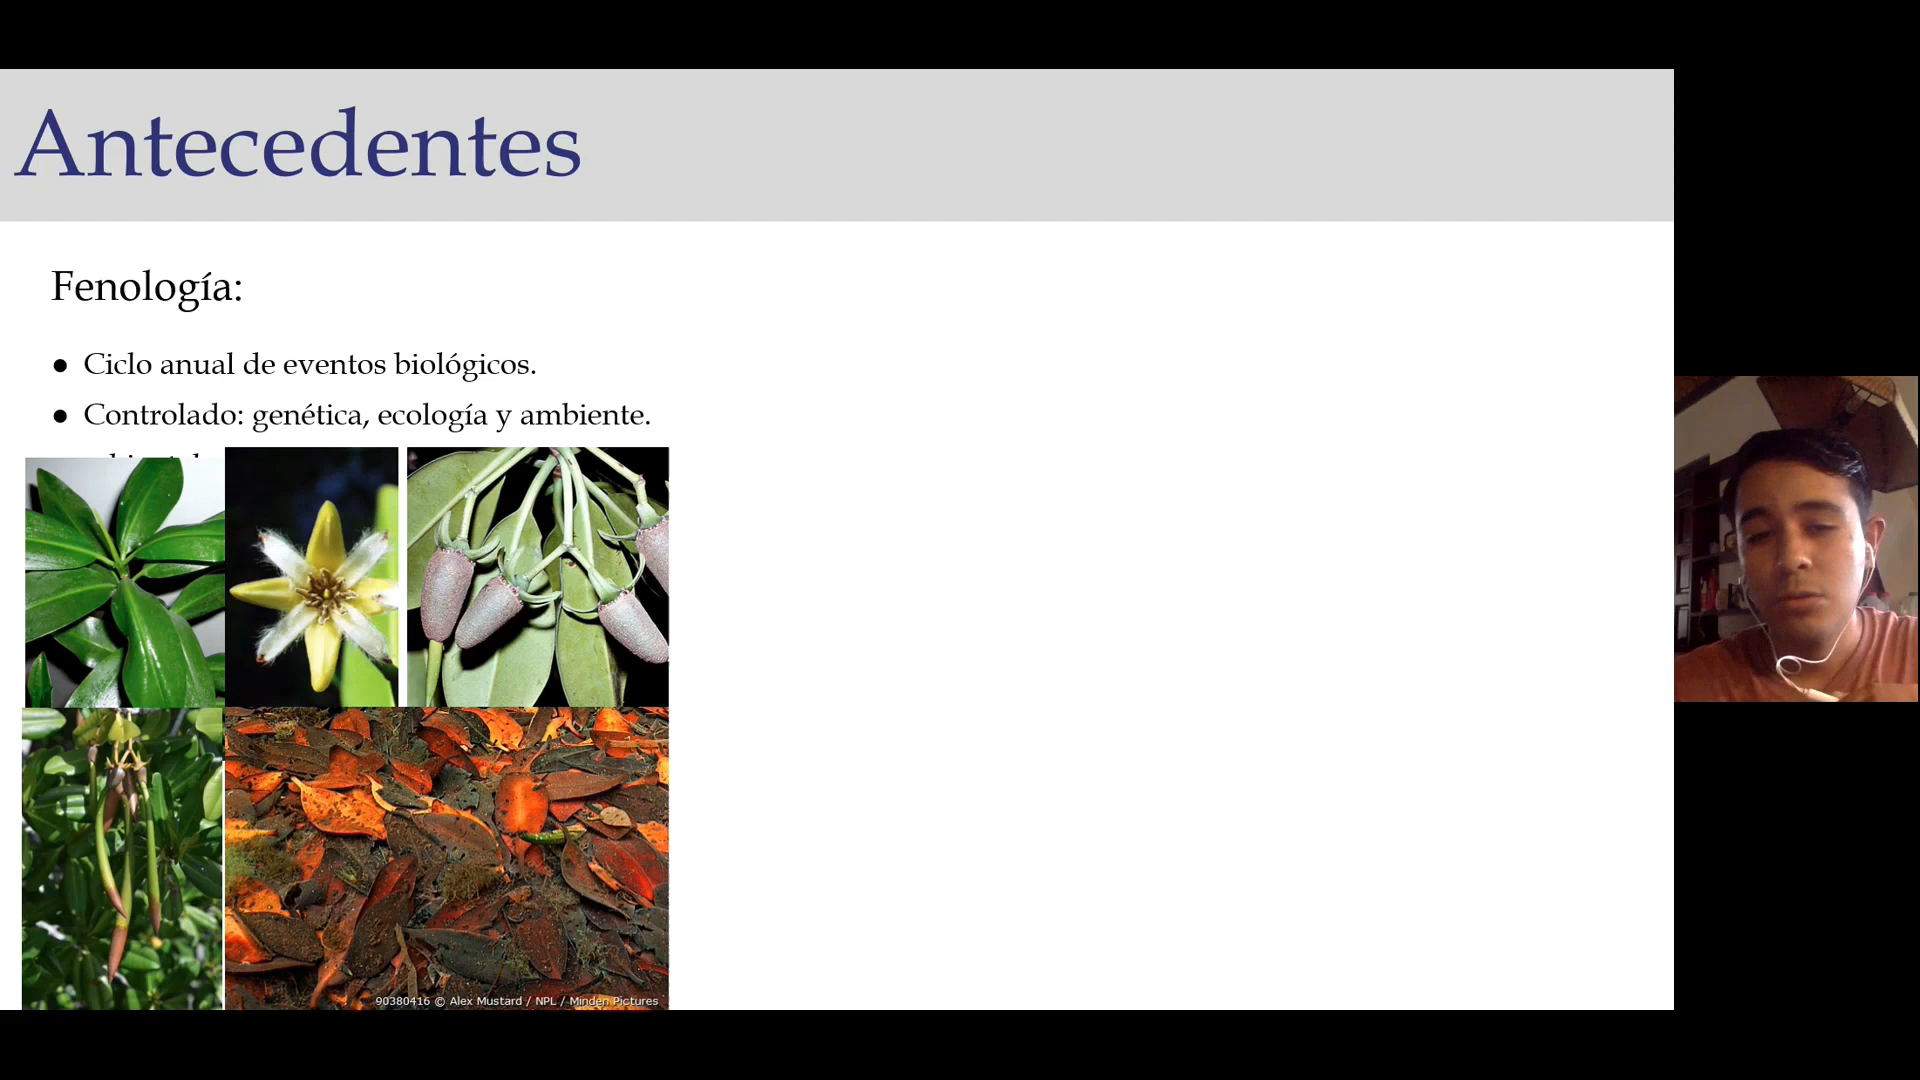 Antecedentes
Fenología:
● Ciclo anual de eventos biológicos.
● Controlado: genética, ecología y ambiente.
90380416 © Alex Mustard / NPL / Minden Pictures